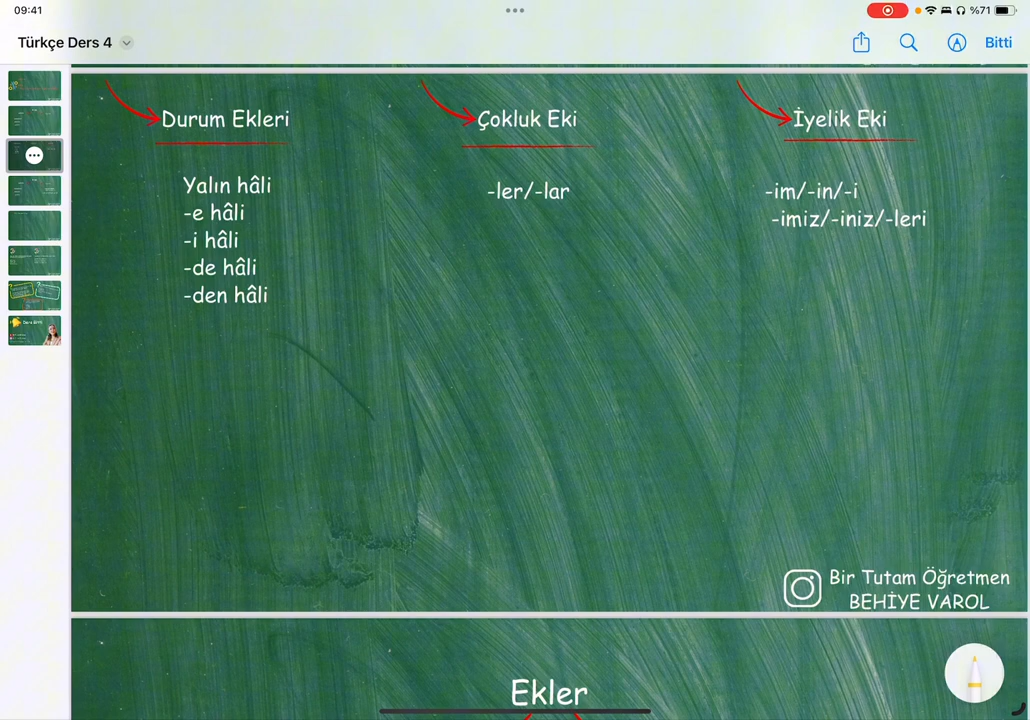 09:41
%71
Türkçe Ders 4
Bitti
Durum Ekleri
Yalın hâli
-e hâli
-i hâli
-de hâli
-den hâli
Çokluk Eki
-ler/-lar
İyelik Eki
-im/-in/-i
-imiz/-iniz/-leri
Bir Tutam Öğretmen
BEHİYE VAROL
Ekler